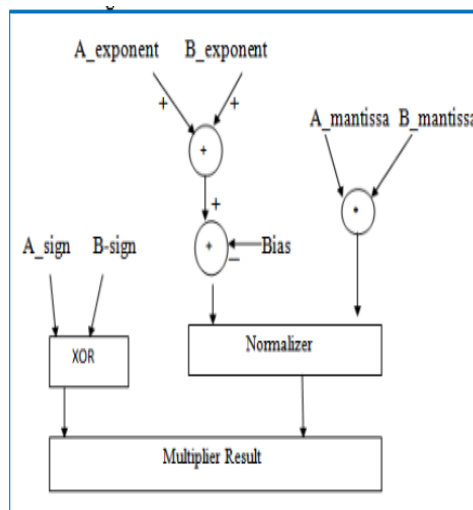 A_exponent B_exponent
+ +
+
A_mantissa B_mantissa
*
+
A_sign B-sign
+ Bias
_
XOR
Normalizer
Multiplier Result